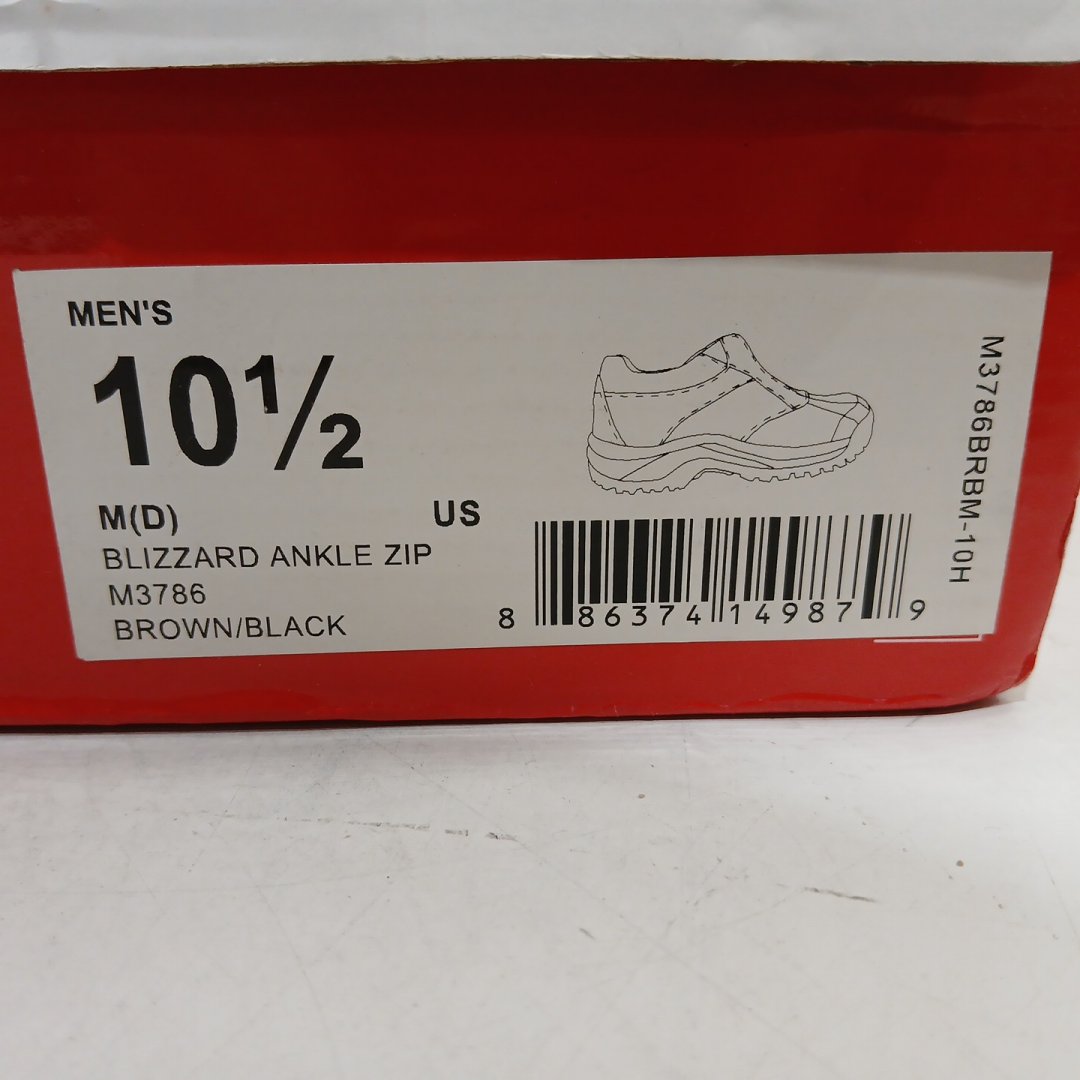 MEN'S
10½
M(D) US
BLIZZARD ANKLE ZIP
M3786
BROWN/BLACK
8 86374 14987 9
M3786BRBM-10H